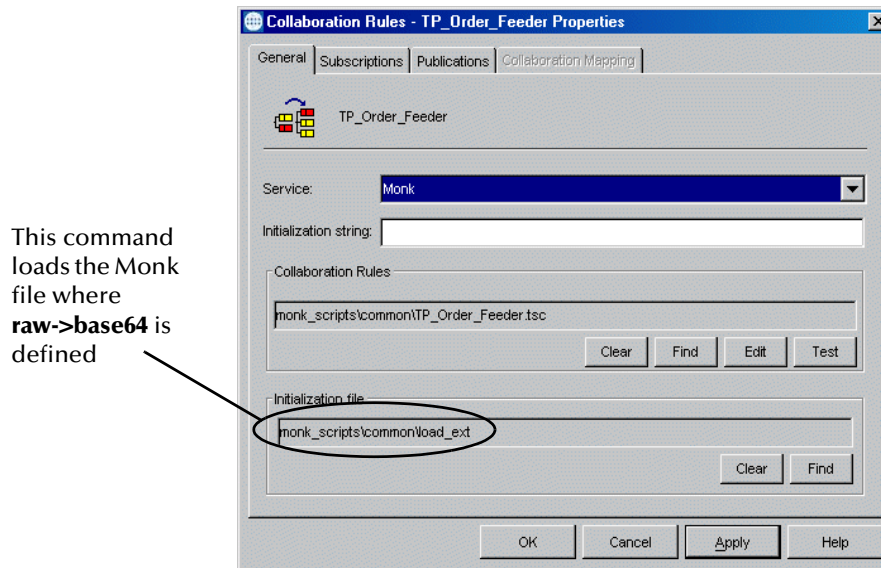 Collaboration Rules - TP_Order_Feeder Properties
General Subscriptions Publications Collaboration Mapping
TP_Order_Feeder
Service: Monk
Initialization string:
Collaboration Rules
monk_scripts\common\TP_Order_Feeder.tsc
Clear Find Edit Test
Initialization file
monk_scripts\common\load_ext
Clear Find
OK Cancel Apply Help
This command
loads the Monk
file where
raw->base64 is
defined